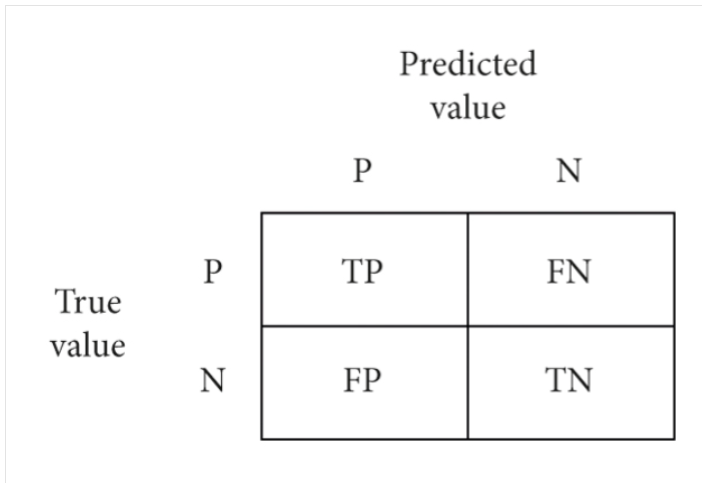 Predicted
value
P N
P TP FN
True
value
N FP TN